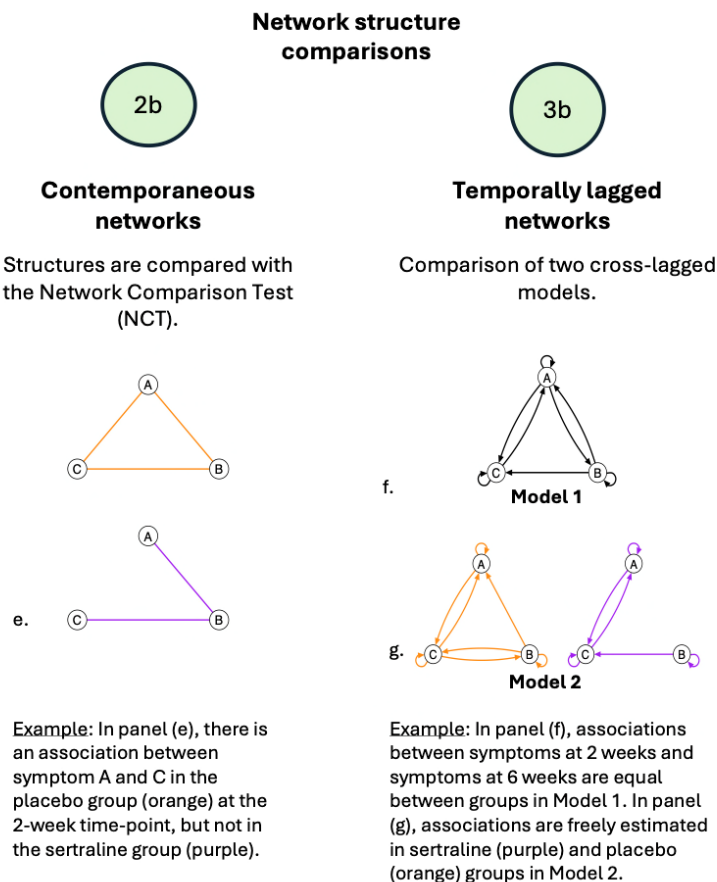 Network structure
comparisons
2b
Contemporaneous
networks
Structures are compared with
the Network Comparison Test
(NCT).
A
C
B
A
e.
C
B
Example: In panel (e), there is
an association between
symptom A and C in the
placebo group (orange) at the
2-week time-point, but not in
the sertraline group (purple).
3b
Temporally lagged
networks
Comparison of two cross-lagged
models.
A
C
B
f.
Model 1
A
A
g.
C
B
C
B
Model 2
Example: In panel (f), associations
between symptoms at 2 weeks and
symptoms at 6 weeks are equal
between groups in Model 1. In panel
(g), associations are freely estimated
in sertraline (purple) and placebo
(orange) groups in Model 2.